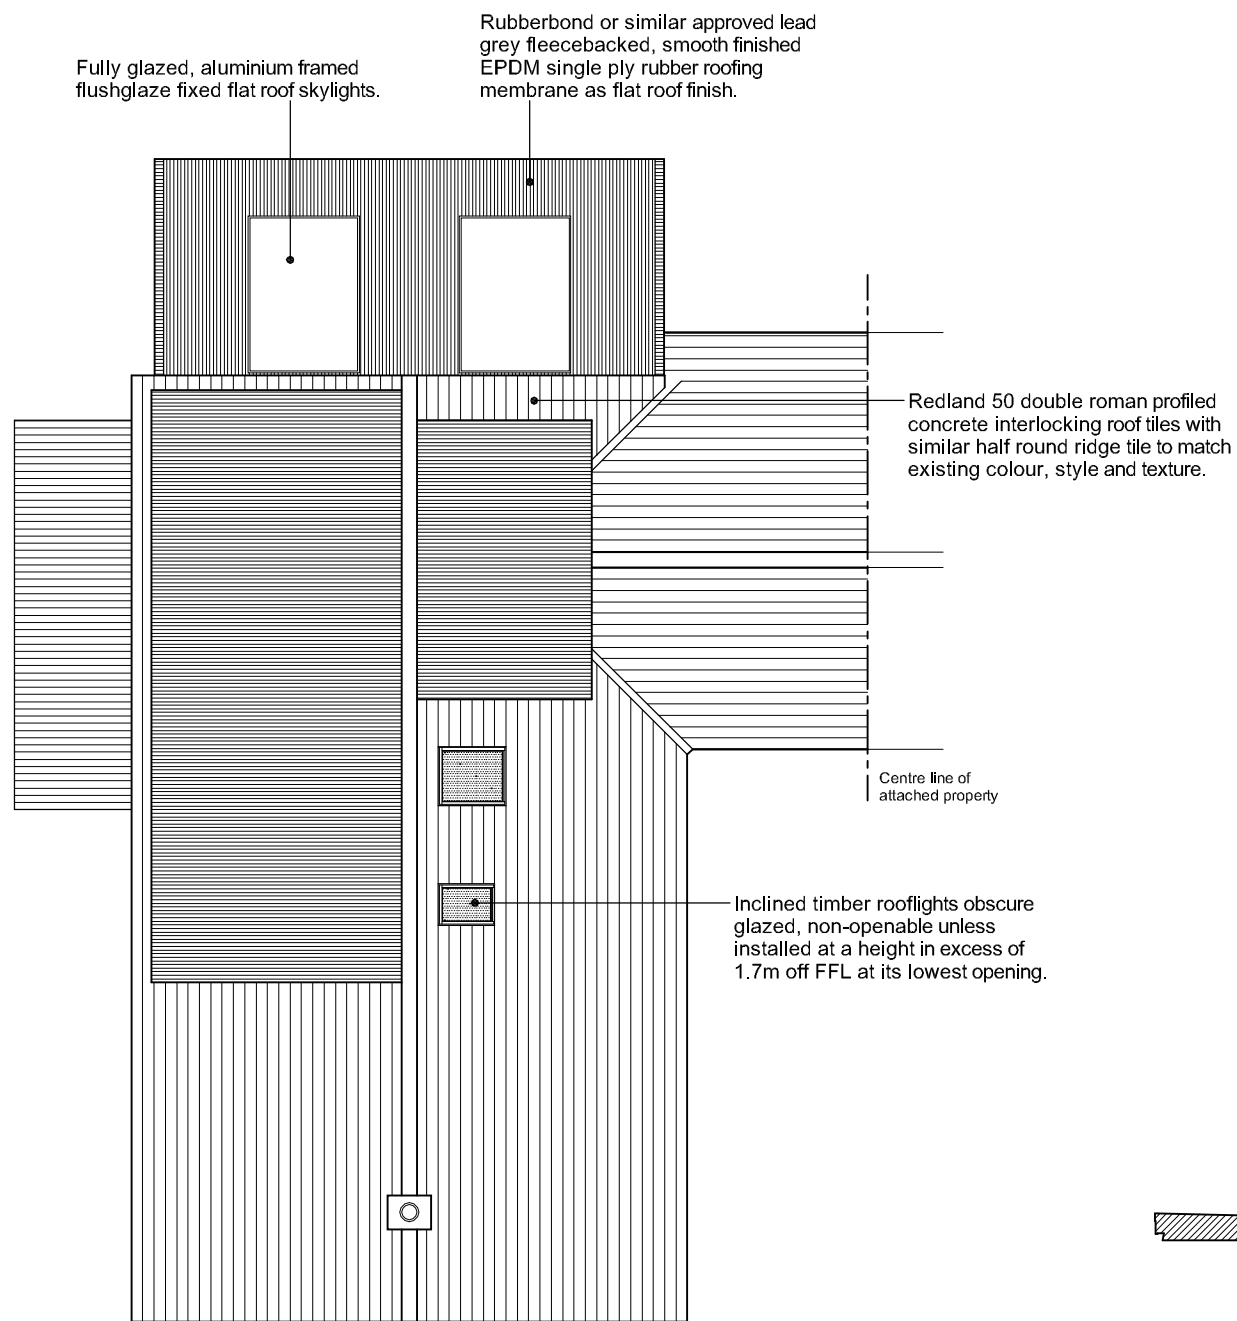 Rubberbond or similar approved lead
grey fleecebacked, smooth finished
EPDM single ply rubber roofing
membrane as flat roof finish.
Fully glazed, aluminium framed
flushglaze fixed flat roof skylights.
Redland 50 double roman profiled
concrete interlocking roof tiles with
similar half round ridge tile to match
existing colour, style and texture.
Centre line of
attached property
Inclined timber rooflights obscure
glazed, non-openable unless
installed at a height in excess of
1.7m off FFL at its lowest opening.